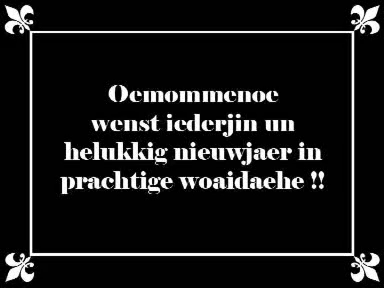 Oemommenoe
wenst iederjin un
helukkig nieuwjaer in
prachtige woaidaehe !!